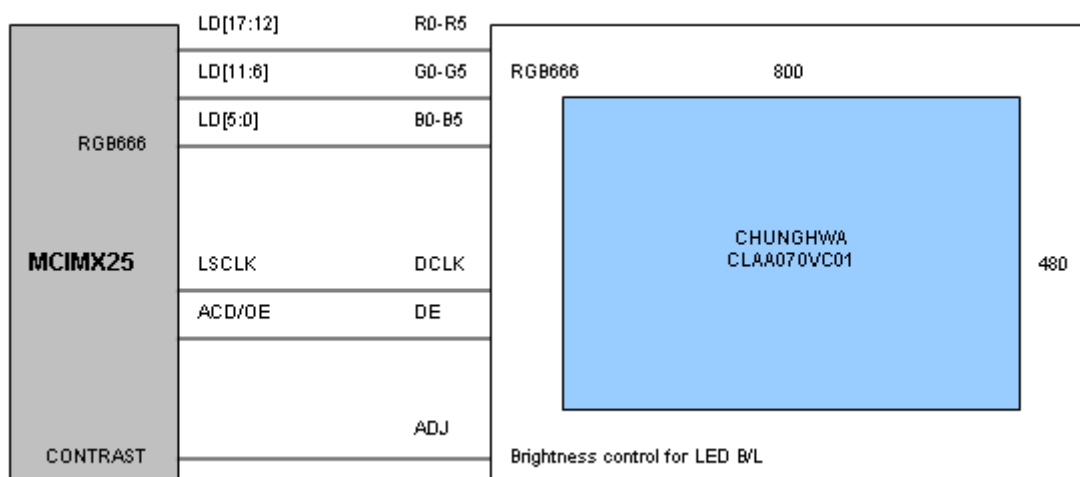 LD[17:12] R0-R5
LD[11:6] G0-G5 RGB666 800
LD[5:0] B0-B5
RGB666
CHUNGHWA
MCIMX25 LSCLK DCLK CLAA070VC01 480
ACD/OE DE
ADJ
CONTRAST Brightness control for LED B/L